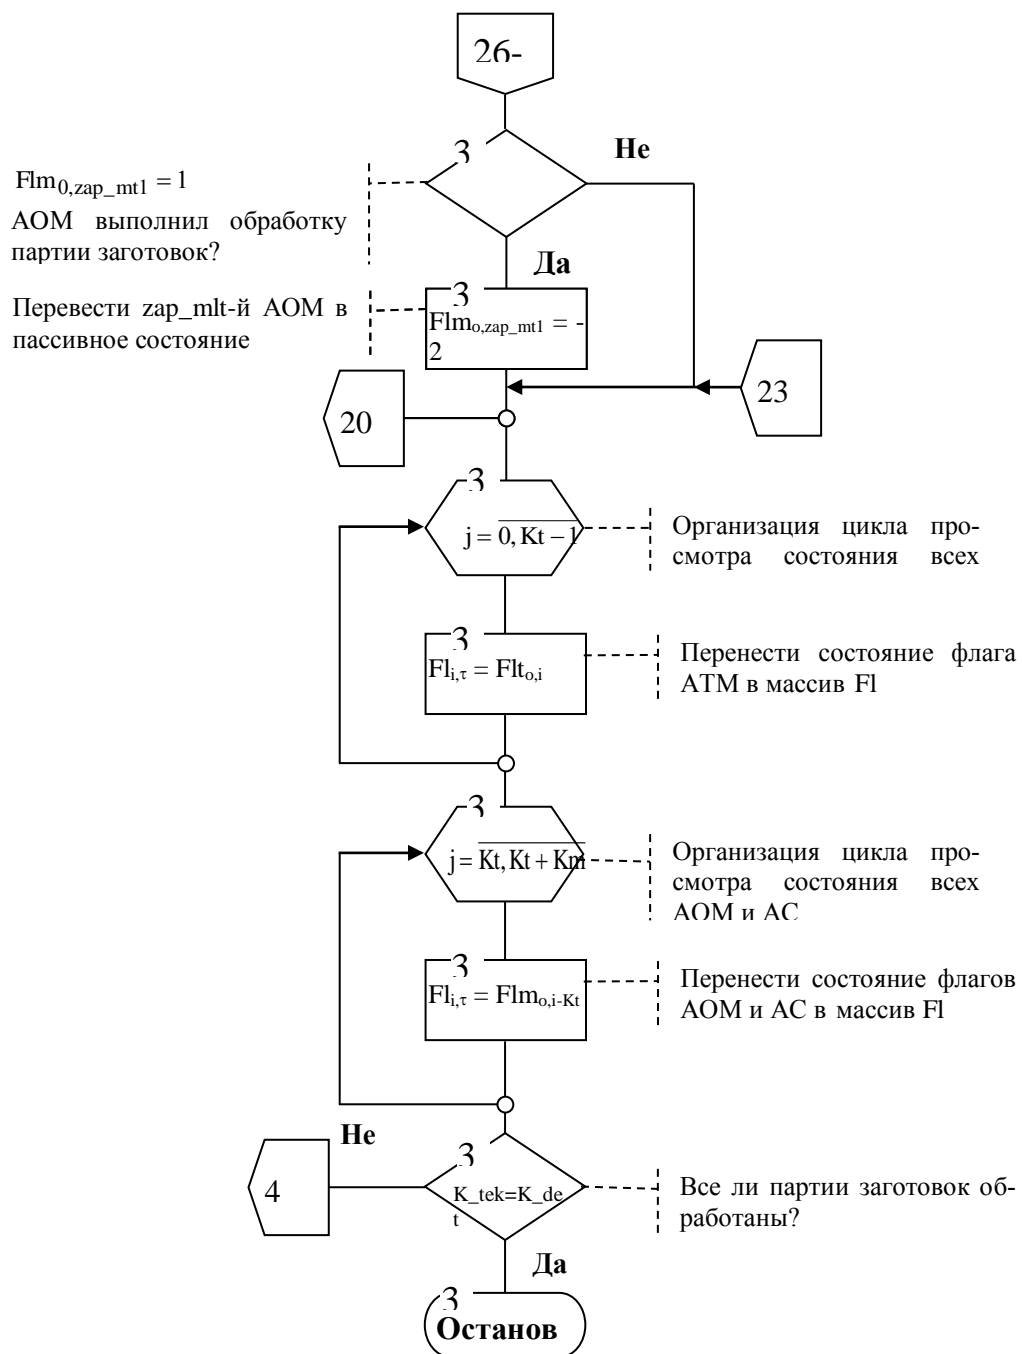 26-
3
Не
Flm0,zap_mt1 = 1
АОМ выполнил обработку
партии заготовок?
Да
3
Flmo,zap_mt1 = -
2
Перевести zap_mlt-й АОМ в
пассивное состояние
23
20
3
j = 0, Kt − 1
Организация цикла про-
смотра состояния всех
3
Fli,τ = Flto,i
Перенести состояние флага
АТМ в массив Fl
3
j = Kt, Kt + Km
Организация цикла про-
смотра состояния всех
АОМ и АС
3
Fli,τ = Flmo,i-Kt
Перенести состояние флагов
АОМ и АС в массив Fl
Не
4
3
K_tek=K_de
t
Все ли партии заготовок об-
работаны?
Да
3
Останов